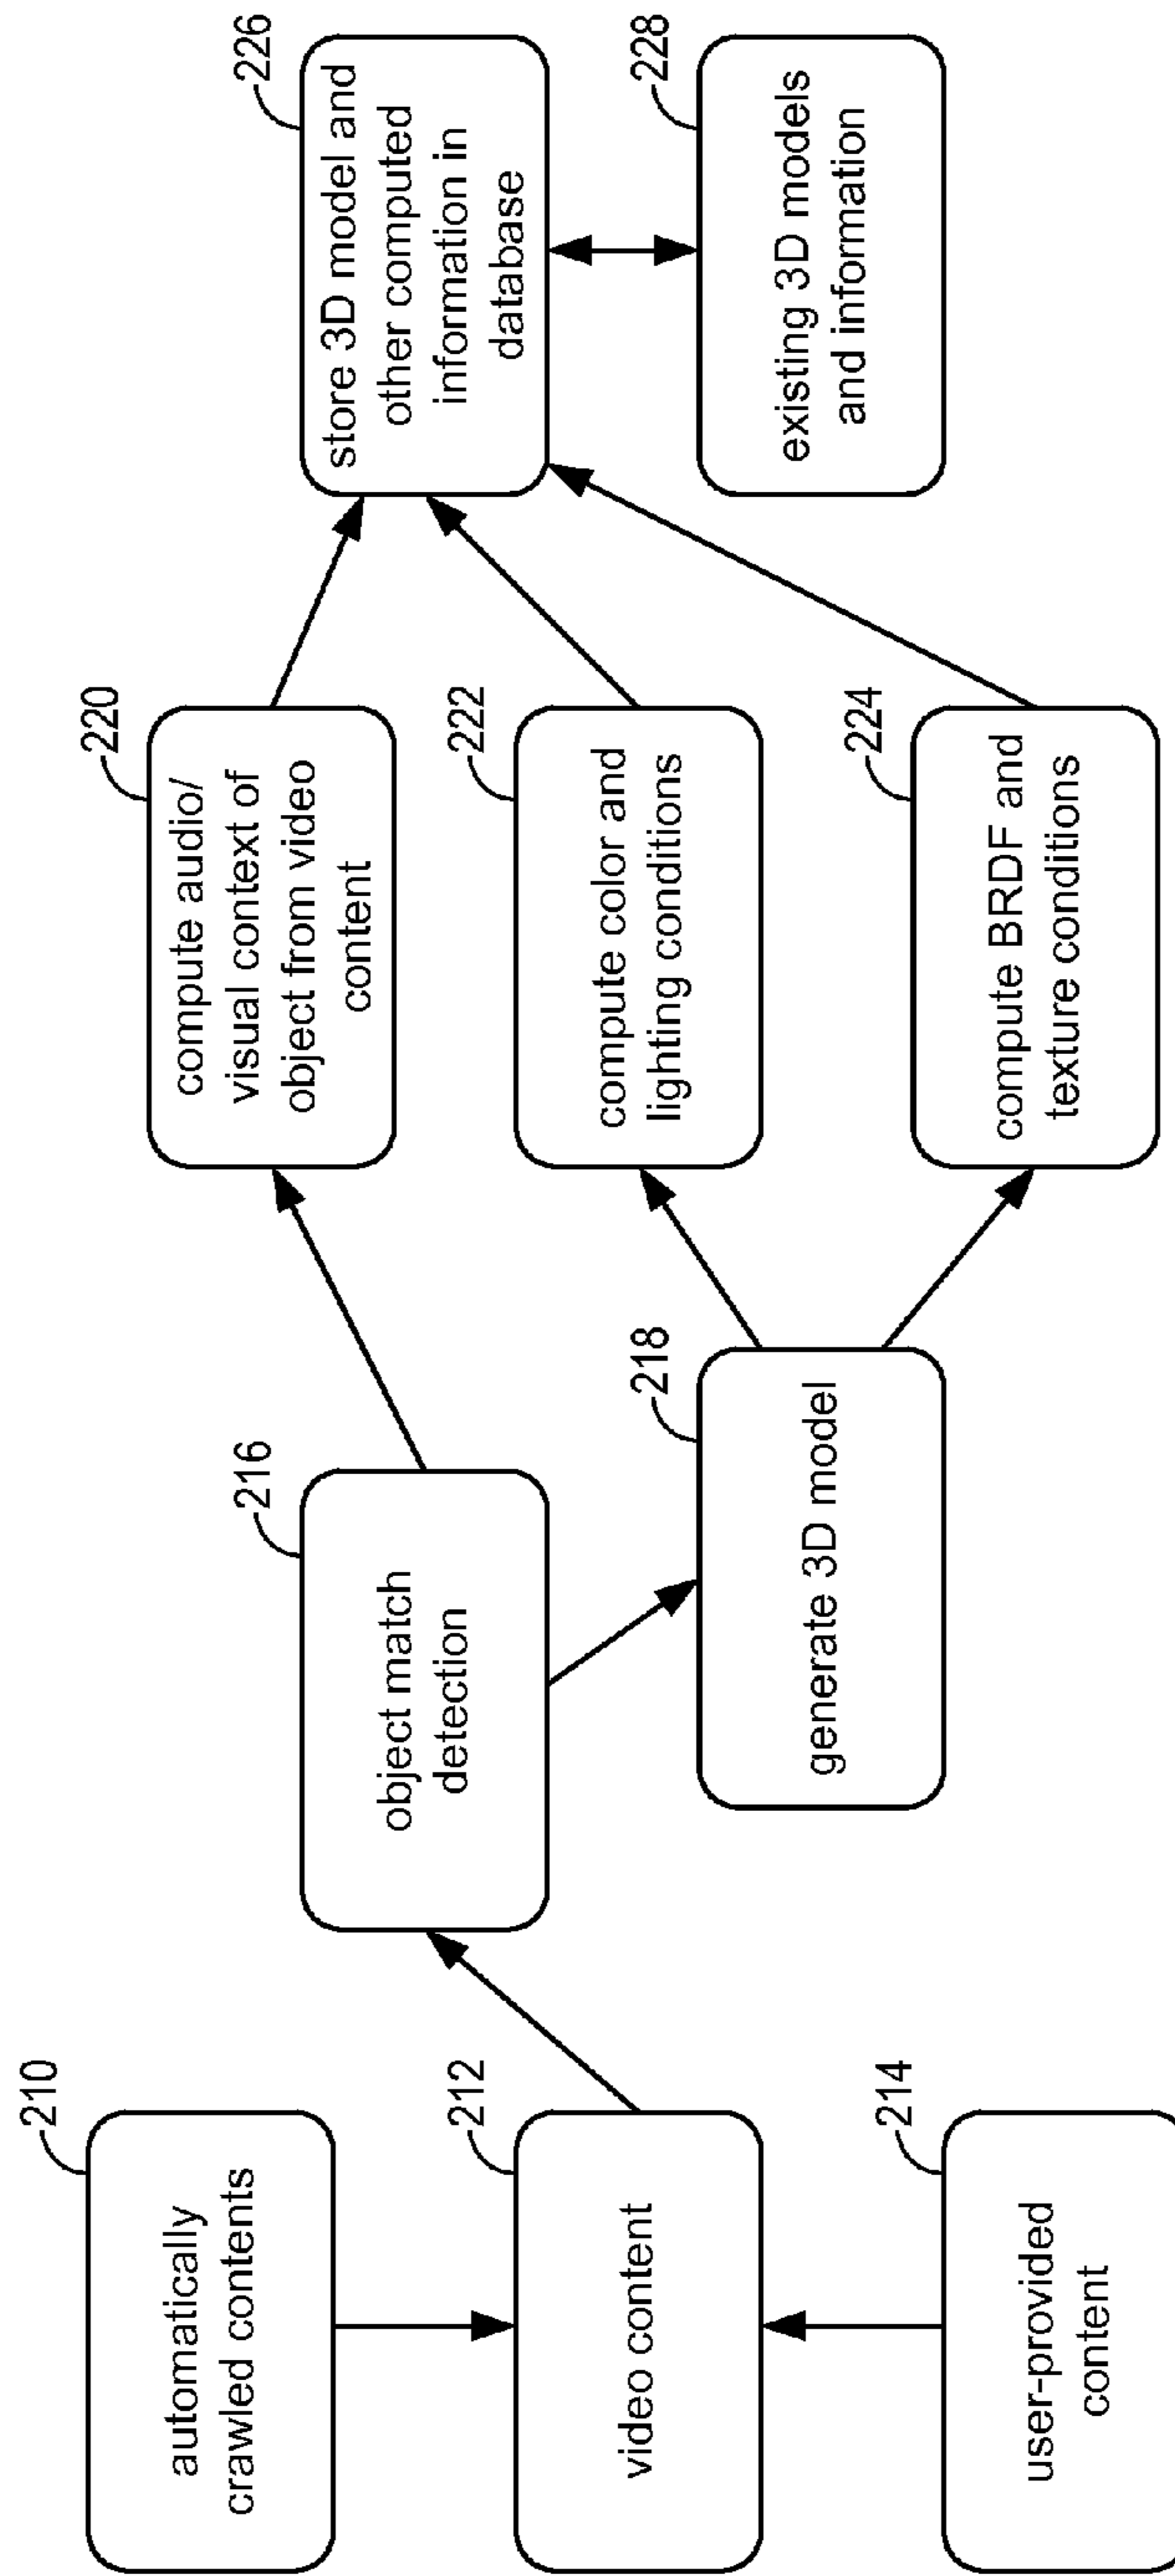 210
automatically
crawled contents
212
video content
214
user-provided
content
216
object match
detection
218
generate 3D model
220
compute audio/
visual context of
object from video
content
222
compute color and
lighting conditions
224
compute BRDF and
texture conditions
226
store 3D model and
other computed
information in
database
228
existing 3D models
and information